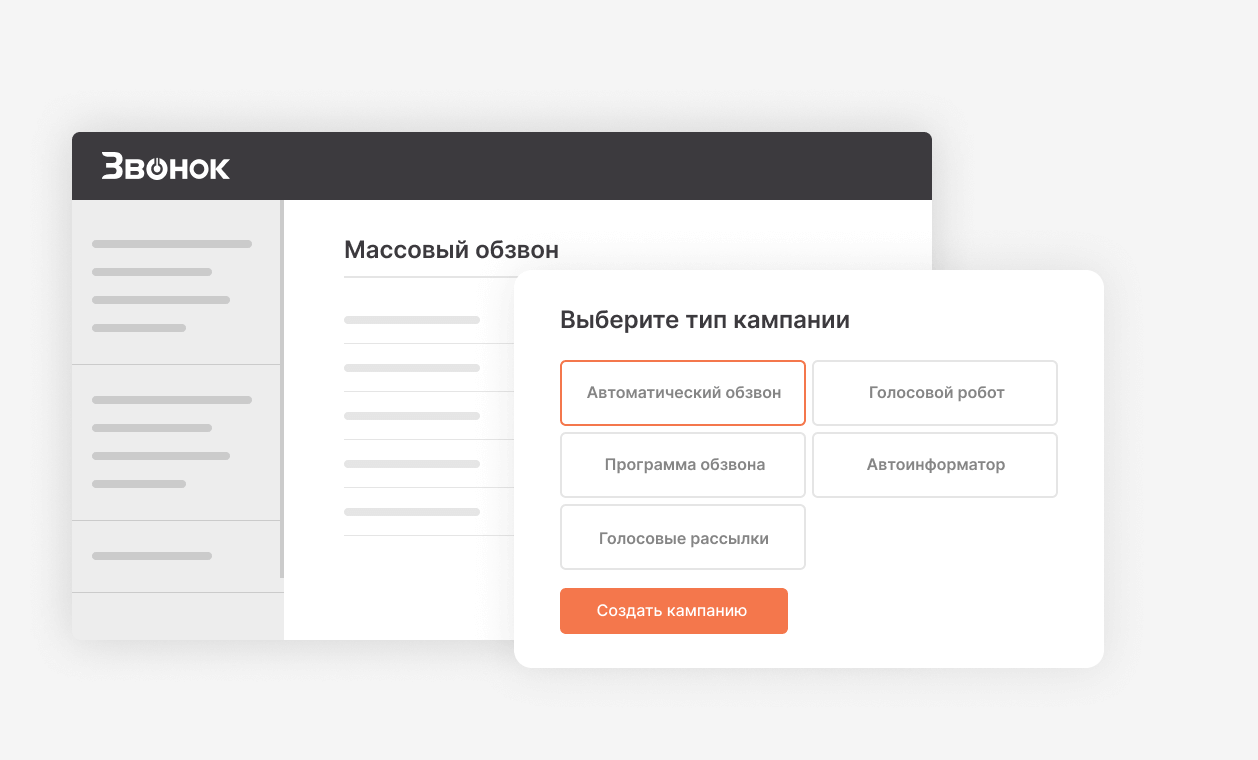 Звонок
Массовый обзвон
Выберите тип кампании
Автоматический обзвон
Голосовой робот
Программа обзвона
Автоинформатор
Голосовые рассылки
Создать кампанию